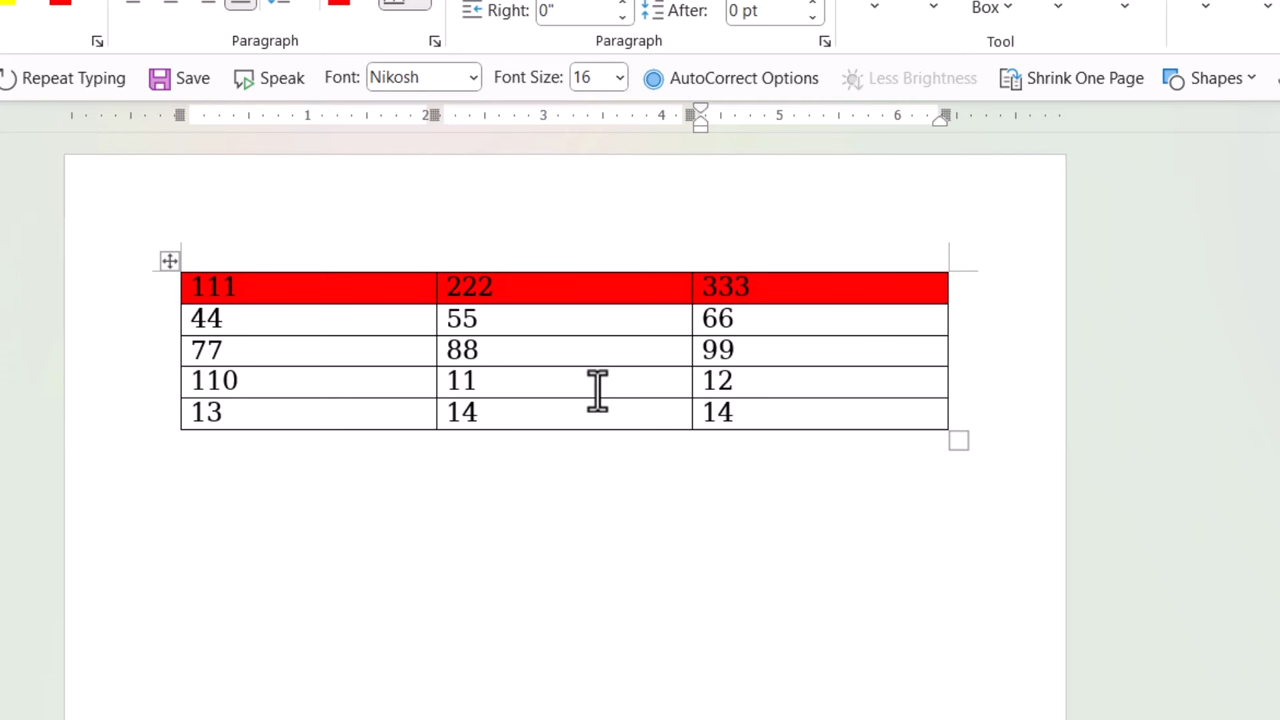 Right: 0" After: 0 pt
Box
Paragraph Paragraph Tool
Repeat Typing Save Speak Font: Nikosh Font Size: 16 AutoCorrect Options Less Brightness Shrink One Page Shapes
1 2 3 4 5 6
111 222 333
44 55 66
77 88 99
110 11 12
13 14 14